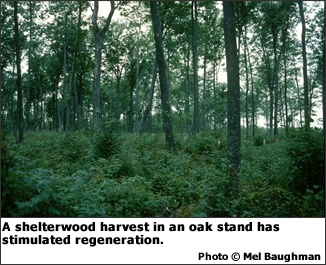 A shelterwood harvest in an oak stand has
stimulated regeneration.
Photo © Mel Baughman